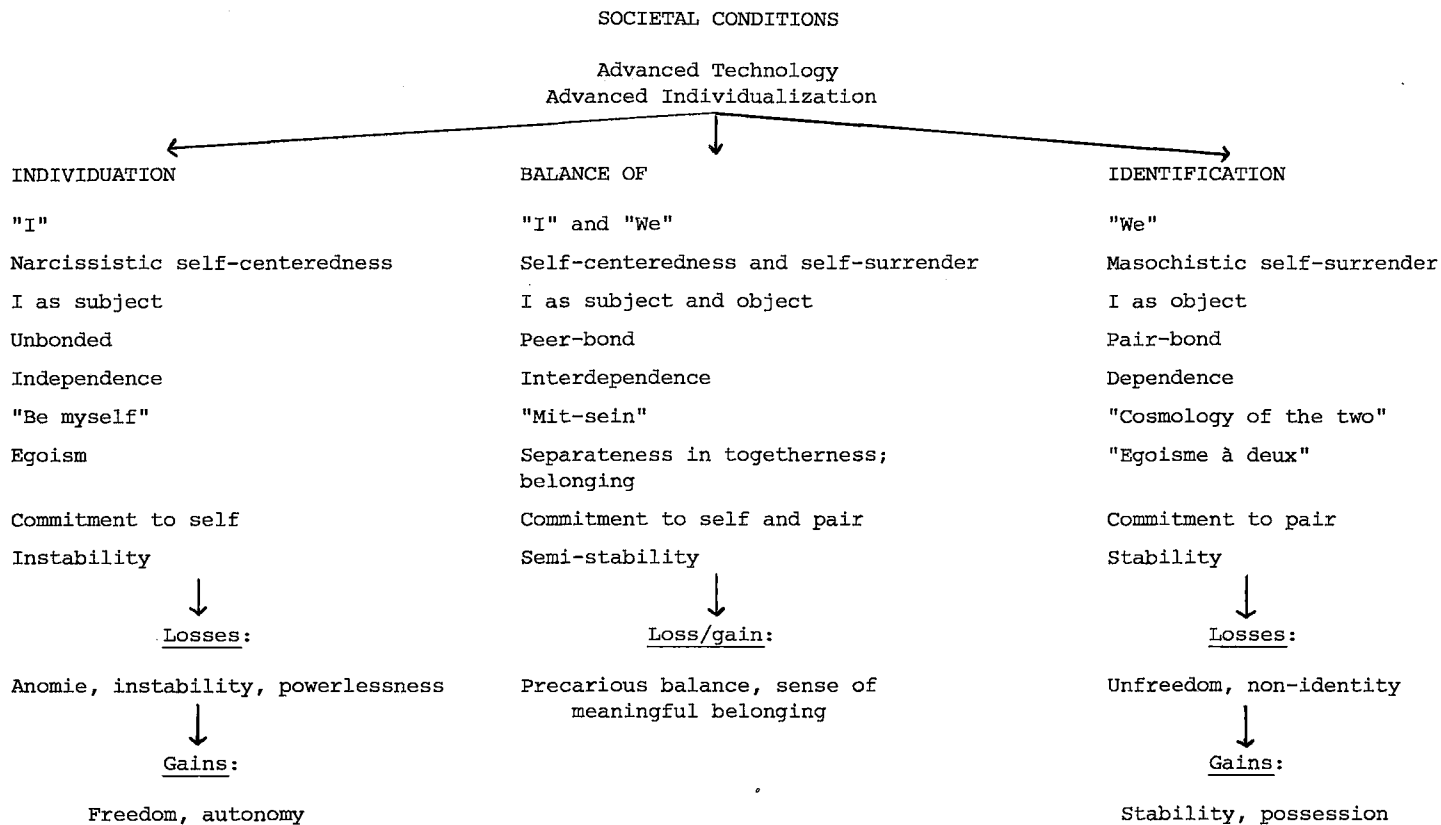 SOCIETAL CONDITIONS
Advanced Technology
Advanced Individualization
INDIVIDUATION
BALANCE OF
IDENTIFICATION
"I"
"I" and "We"
"We"
Narcissistic self-centeredness
Self-centeredness and self-surrender
Masochistic self-surrender
I as subject
I as subject and object
I as object
Unbonded
Peer-bond
Pair-bond
Independence
Interdependence
Dependence
"Be myself"
"Mit-sein"
"Cosmology of the two"
Egoism
Separateness in togetherness;
belonging
"Egoisme à deux"
Commitment to self
Commitment to self and pair
Commitment to pair
Instability
Semi-stability
Stability
Losses:
Loss/gain:
Losses:
Anomie, instability, powerlessness
Precarious balance, sense of
meaningful belonging
Unfreedom, non-identity
Gains:
Gains:
Freedom, autonomy
Stability, possession